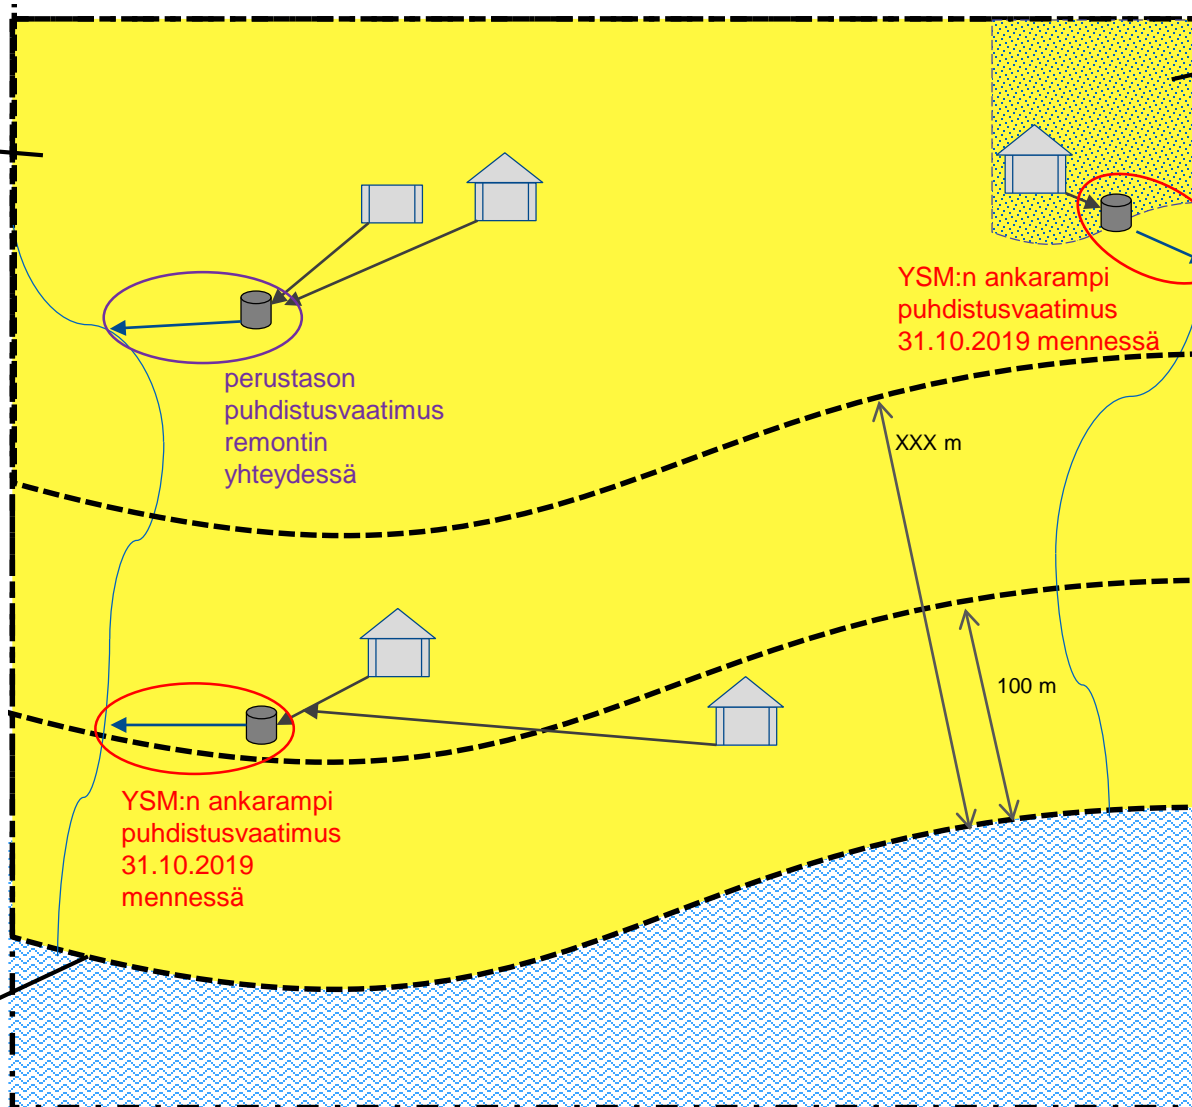 YSM:n ankarampi
puhdistusvaatimus
31.10.2019 mennessä
perustason
puhdistusvaatimus
remontin
yhteydessä
XXX m
100 m
YSM:n ankarampi
puhdistusvaatimus
31.10.2019
mennessä